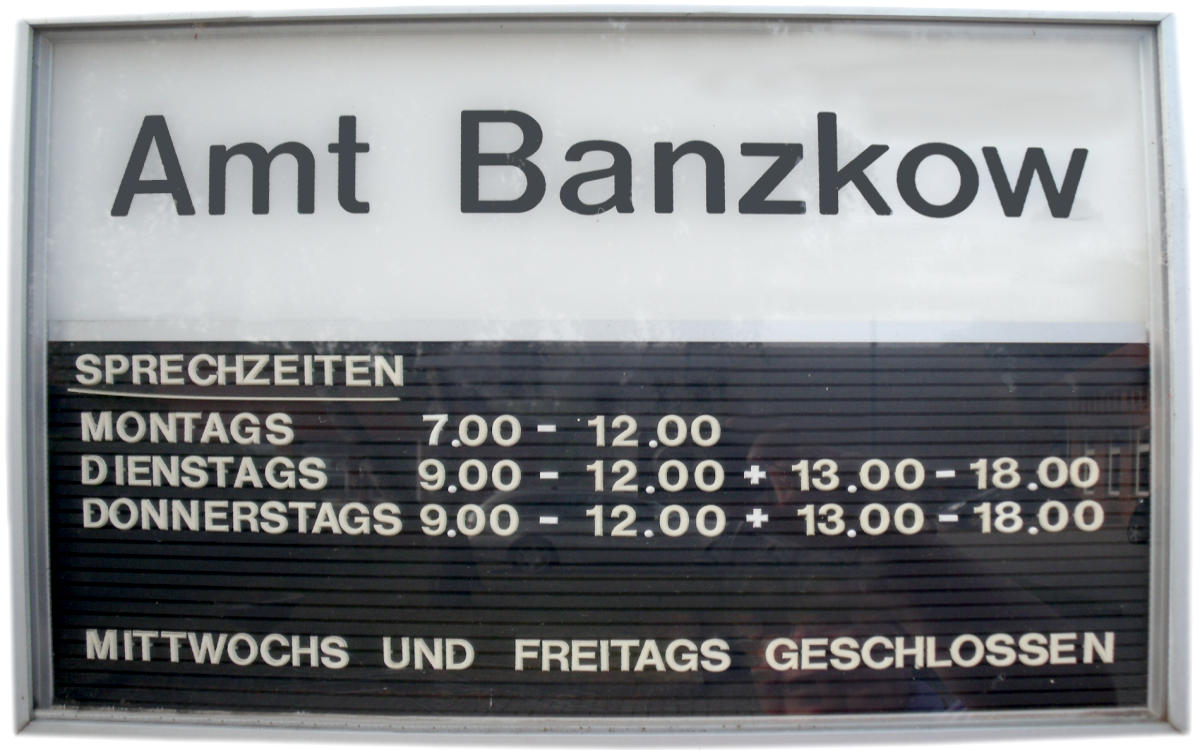 Amt Banzkow
SPRECHZEITEN
MONTAGS 7.00 - 12.00
DIENSTAGS 9.00 - 12.00 + 13.00 - 18.00
DONNERSTAGS 9.00 - 12.00 + 13.00 - 18.00
MITTWOCHS UND FREITAGS GESCHLOSSEN